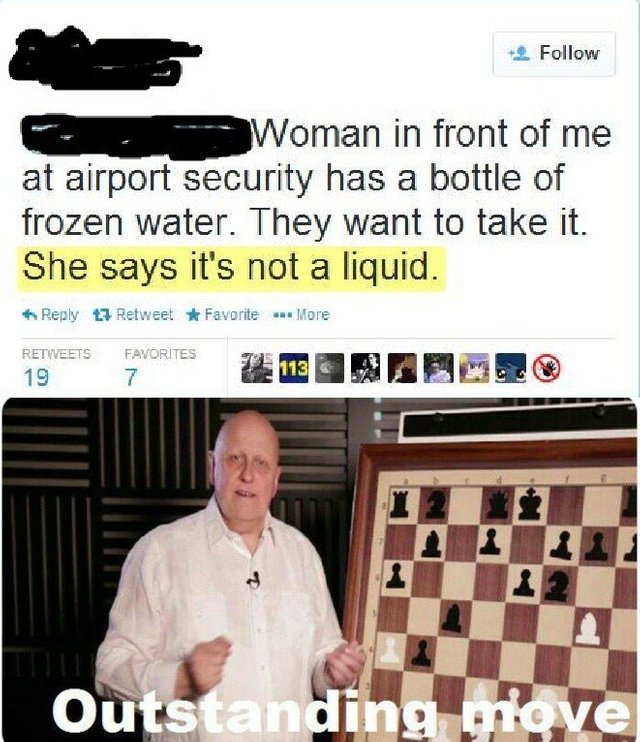 Follow
Woman in front of me
at airport security has a bottle of
frozen water. They want to take it.
She says it's not a liquid.
Reply Retweet Favorite More
RETWEETS FAVORITES
19 7
113
Outstanding move